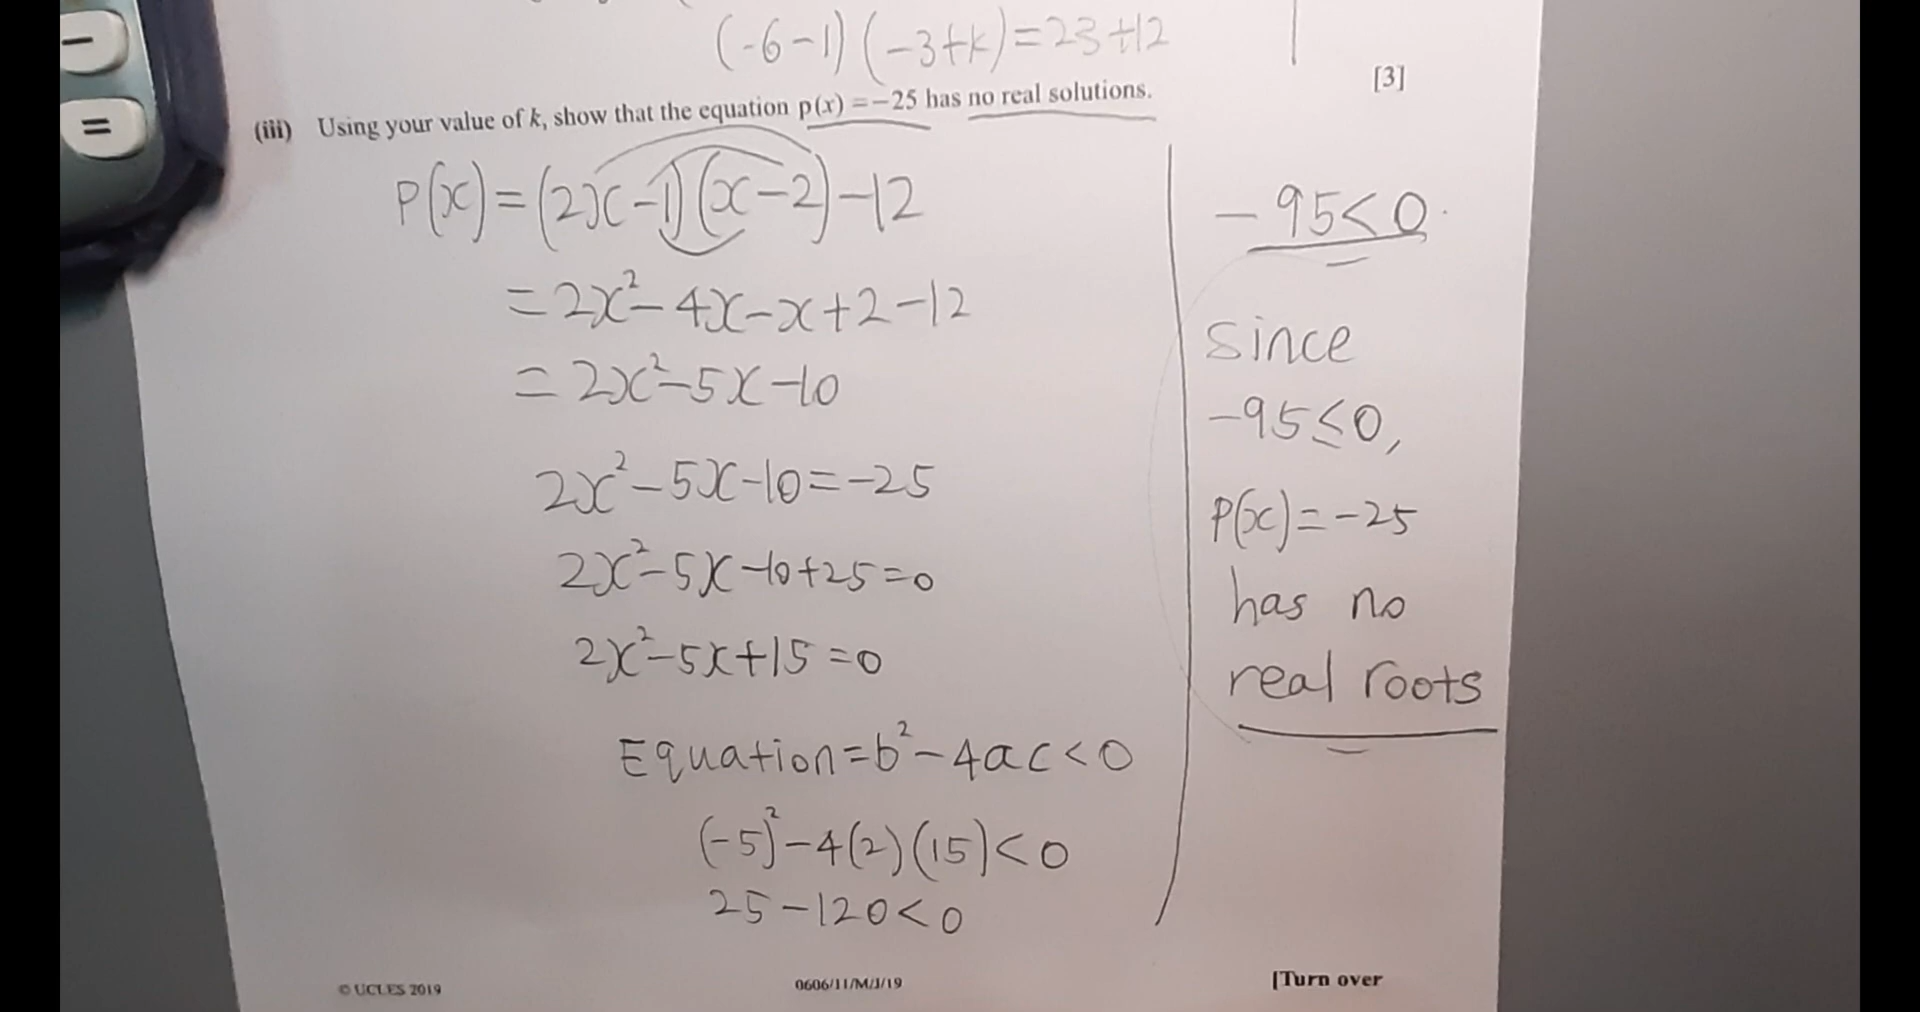 −
=
(-6-1)(-3+k)=23+12
[3]
(iii) Using your value of k, show that the equation p(x) = −25 has no real solutions.
P(x)=(2x-1)(x-2)-12
=2x²-4x-x+2-12
=2x²-5x-10
2x²-5x-10=-25
2x²-5x-10+25=0
2x²-5x+15=0
Equation=b²-4ac<0
(-5)²-4(2)(15)<0
25-120<0
-95<0
since
-95≤0,
P(x)=-25
has no
real roots
© UCLES 2019
0606/11/M/J/19
[Turn over